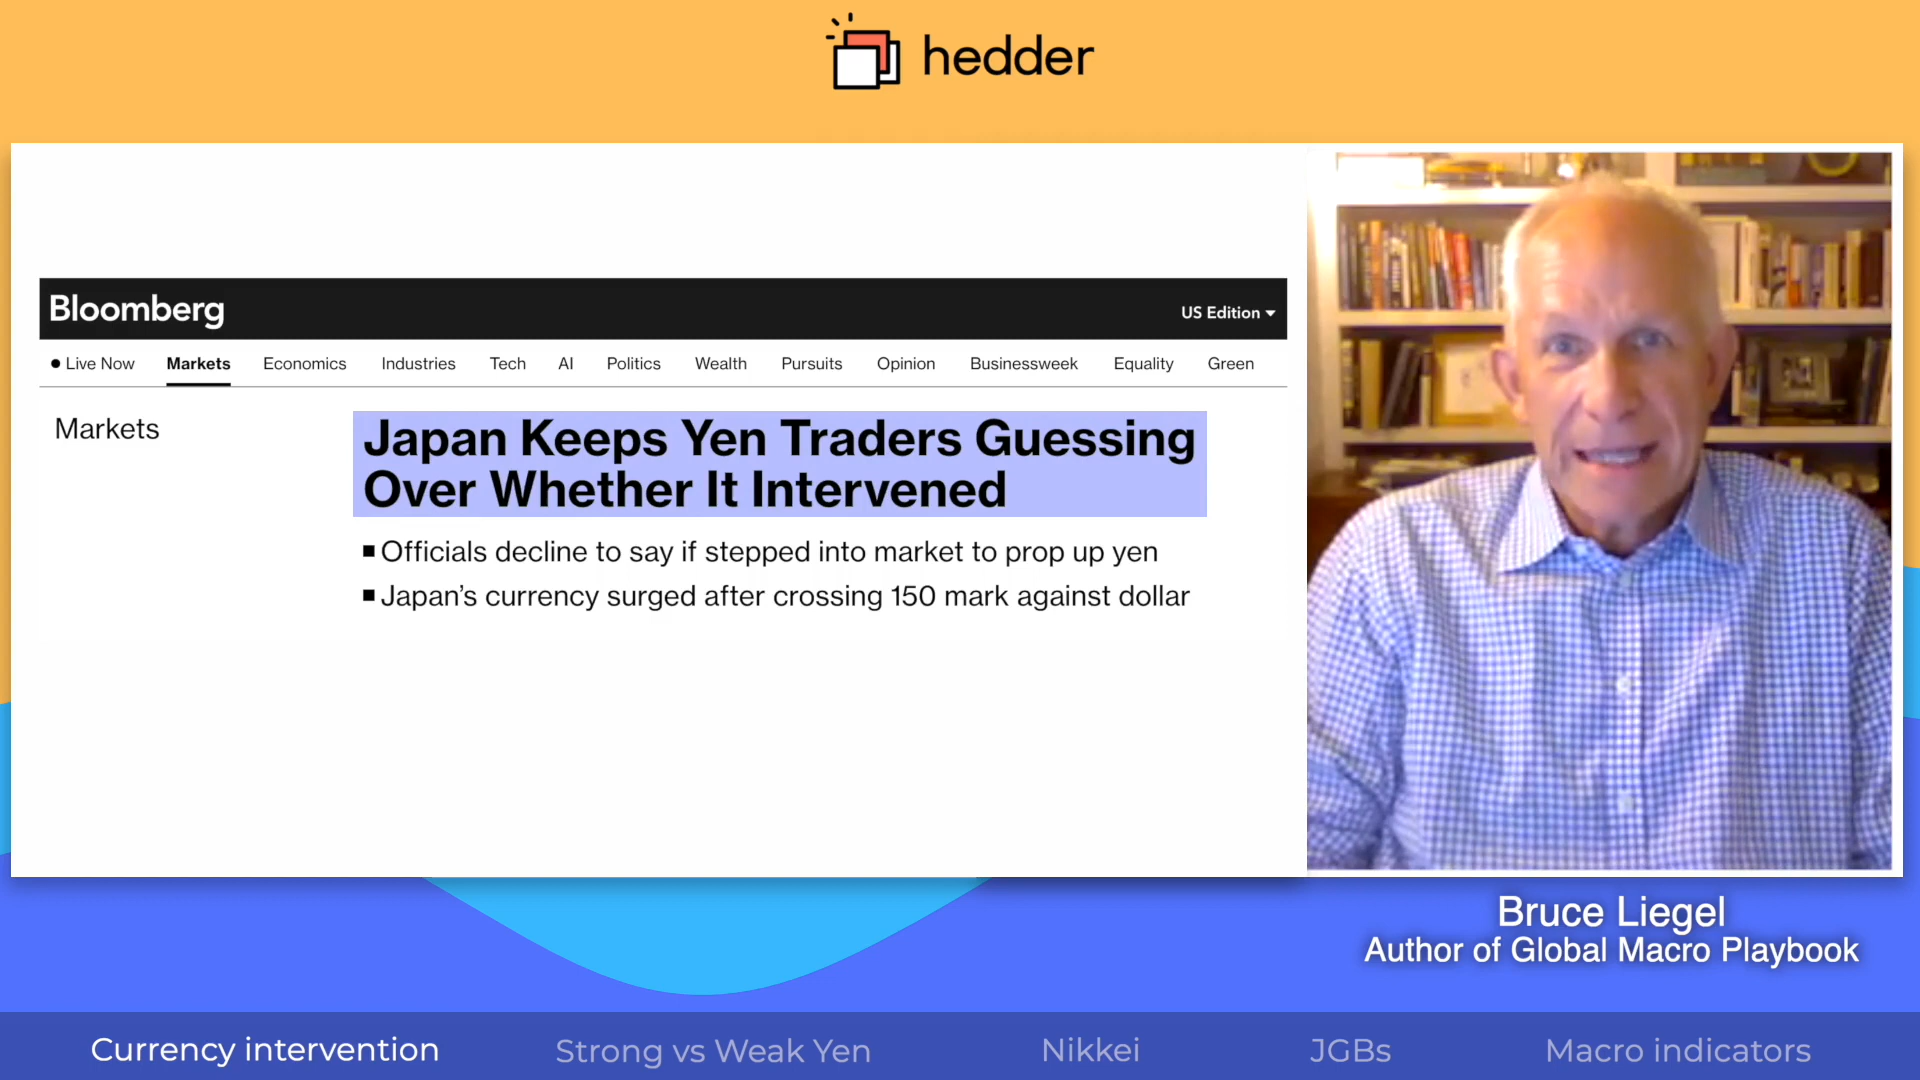 hedder
Bloomberg
US Edition
Live Now Markets Economics Industries Tech AI Politics Wealth Pursuits Opinion Businessweek Equality Green
Markets
Japan Keeps Yen Traders Guessing
Over Whether It Intervened
Officials decline to say if stepped into market to prop up yen
Japan's currency surged after crossing 150 mark against dollar
Bruce Liegel
Author of Global Macro Playbook
Currency intervention Strong vs Weak Yen Nikkei JGBs Macro indicators